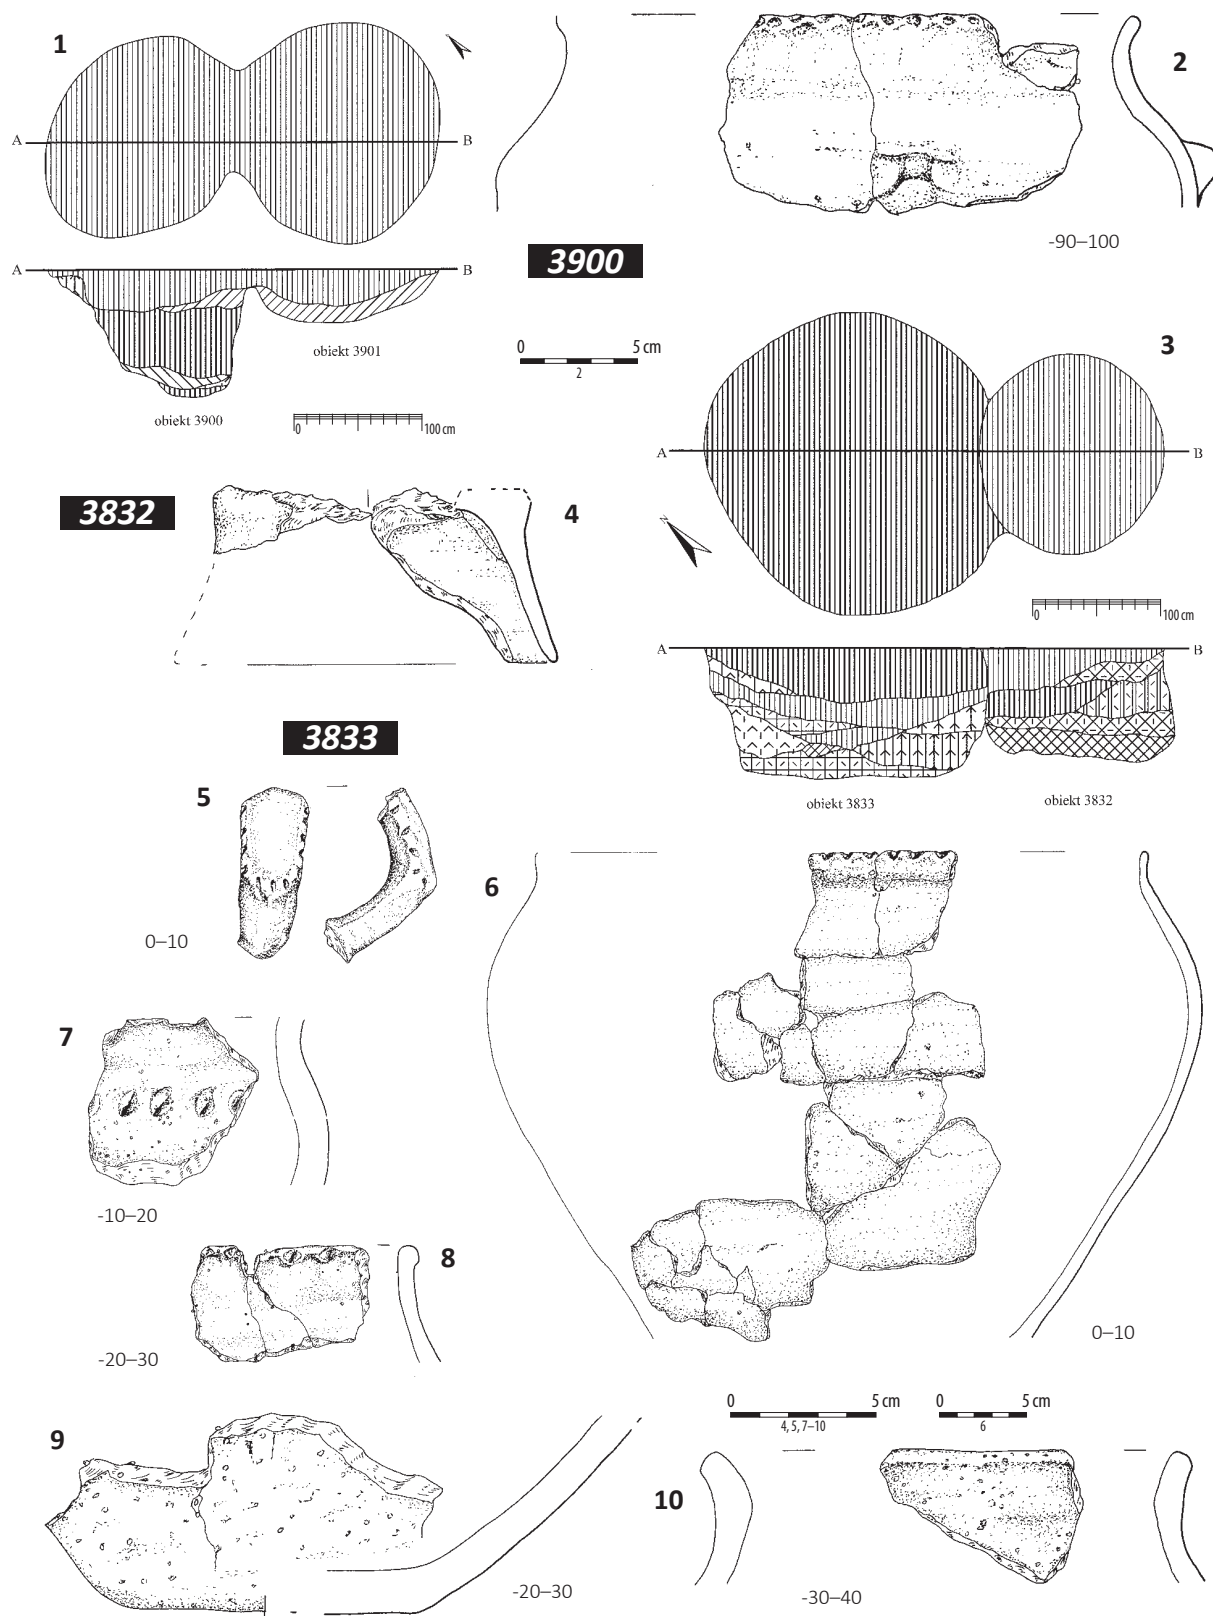 1
A
B
A
B
obiekt 3901
obiekt 3900
0
100 cm
3900
2
-90–100
0 5 cm
2
3
A
B
0
100 cm
A
B
obiekt 3833
obiekt 3832
3832
4
3833
5
0–10
6
0–10
7
-10–20
8
-20–30
9
-20–30
0 5 cm
4, 5, 7–10
0 5 cm
6
10
-30–40